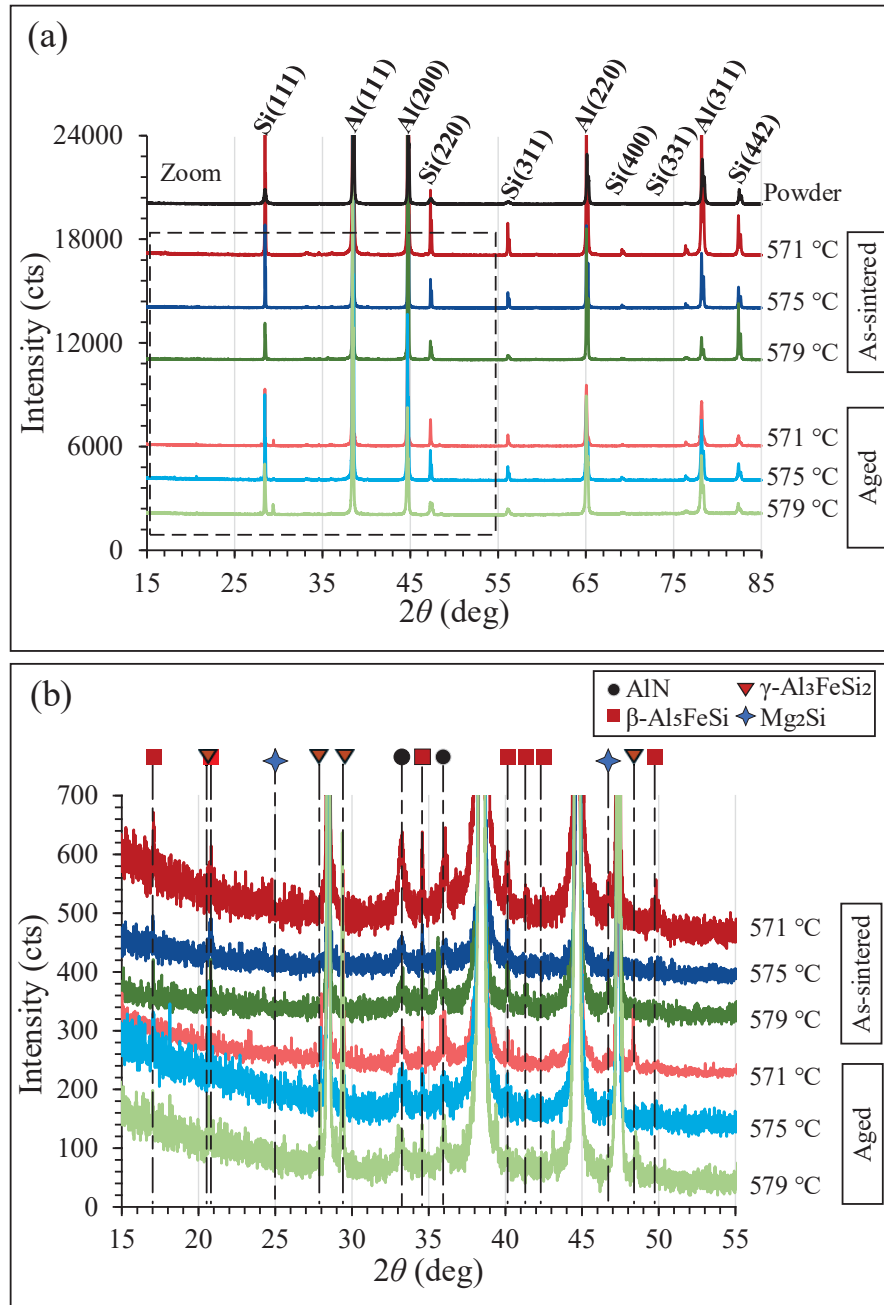 (a)
Si(111)
Al(111)
Al(200)
Si(220)
Si(311)
Al(220)
Si(400)
Si(331)
Al(311)
Si(442)
24000
18000
12000
6000
0
Intensity (cts)
Zoom
Powder
571 °C
575 °C
579 °C
As-sintered
571 °C
575 °C
579 °C
Aged
15 25 35 45 55 65 75 85
2θ (deg)
(b)
AlN
γ-Al₃FeSi₂
β-Al₅FeSi
Mg₂Si
700
600
500
400
300
200
100
0
Intensity (cts)
571 °C
575 °C
579 °C
As-sintered
571 °C
575 °C
579 °C
Aged
15 20 25 30 35 40 45 50 55
2θ (deg)